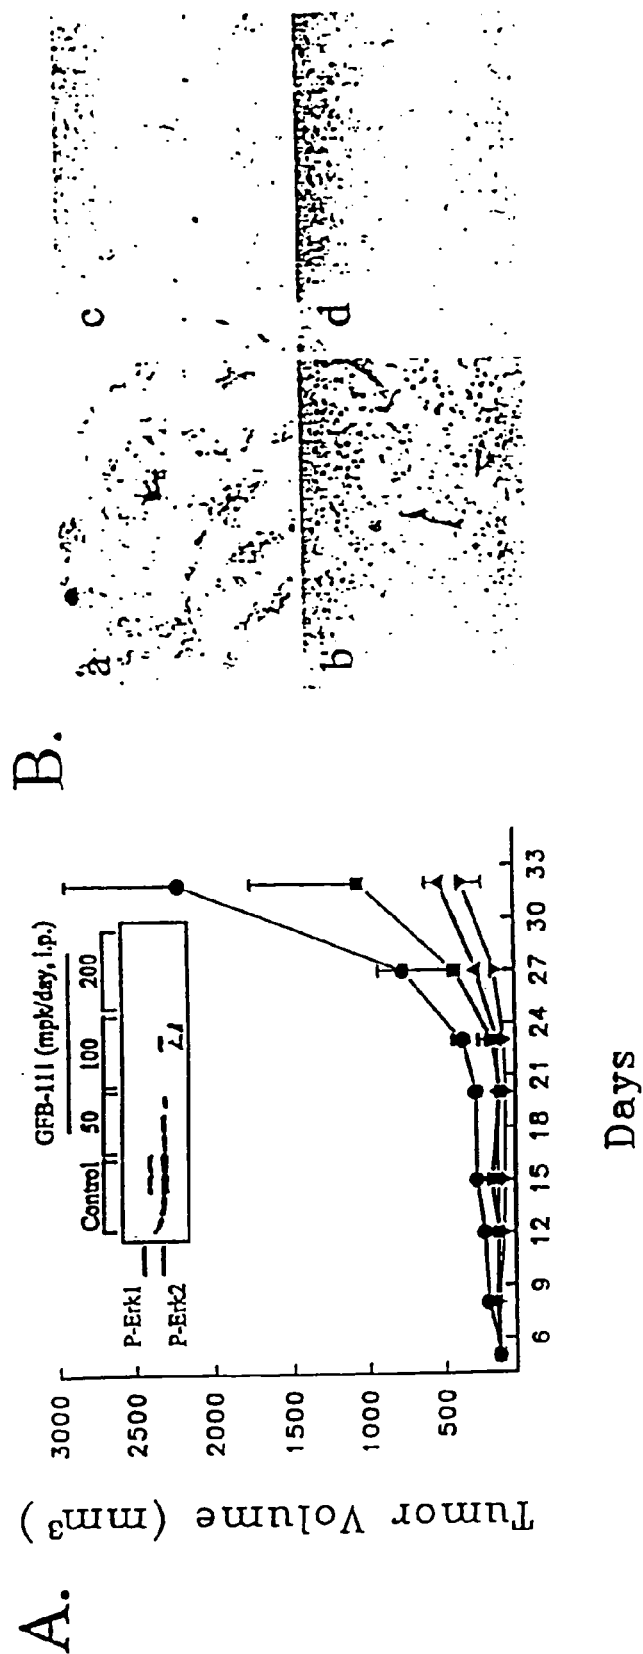 A.
Tumor Volume (mm³)
3000
2500
2000
1500
1000
500
GFB-111 (mpk/day, i.p.)
Control 50 100 200
P-Erk1
P-Erk2
6 9 12 15 18 21 24 27 30 33
Days
B.
a
c
b
d